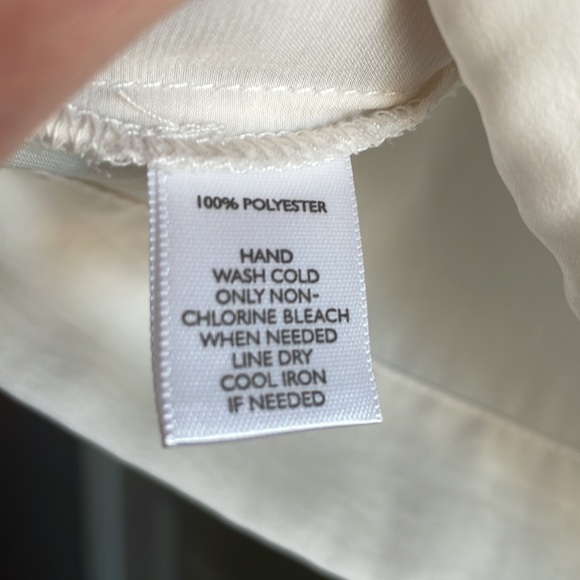 100% POLYESTER
HAND
WASH COLD
ONLY NON-
CHLORINE BLEACH
WHEN NEEDED
LINE DRY
COOL IRON
IF NEEDED